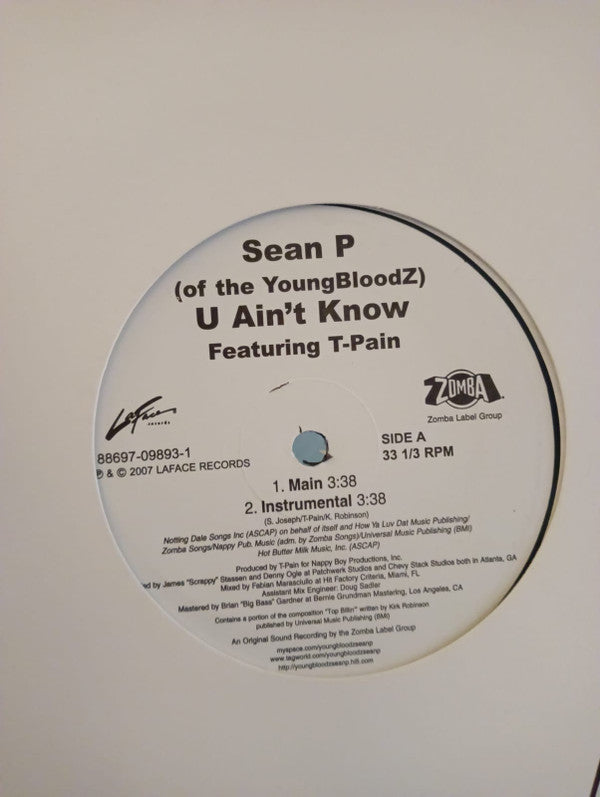 Sean P
(of the YoungBloodZ)
U Ain't Know
Featuring T-Pain
LaFace
records
ZOMBA
Zomba Label Group
88697-09893-1
℗ & © 2007 LAFACE RECORDS
SIDE A
33 1/3 RPM
1. Main 3:38
2. Instrumental 3:38
(S. Joseph/T-Pain/K. Robinson)
Notting Dale Songs Inc (ASCAP) on behalf of itself and How Ya Luv Dat Music Publishing/
Zomba Songs/Nappy Pub. Music (adm. by Zomba Songs)/Universal Music Publishing (BMI)
Hot Butter Milk Music, Inc. (ASCAP)
Produced by T-Pain for Nappy Boy Productions, Inc.
by James "Scrappy" Stassen and Denny Ogle at Patchwerk Studios and Chevy Stack Studios both in Atlanta, GA
Mixed by Fabian Marasciullo at Hit Factory Criteria, Miami, FL
Assistant Mix Engineer: Doug Sadler
Mastered by Brian "Big Bass" Gardner at Bernie Grundman Mastering, Los Angeles, CA
Contains a portion of the composition "Top Billin" written by Kirk Robinson
published by Universal Music Publishing (BMI)
An Original Sound Recording by the Zomba Label Group
myspace.com/youngbloodzseanp
www.tagworld.com/youngbloodzseanp
http://youngbloodzseanp.hi5.com